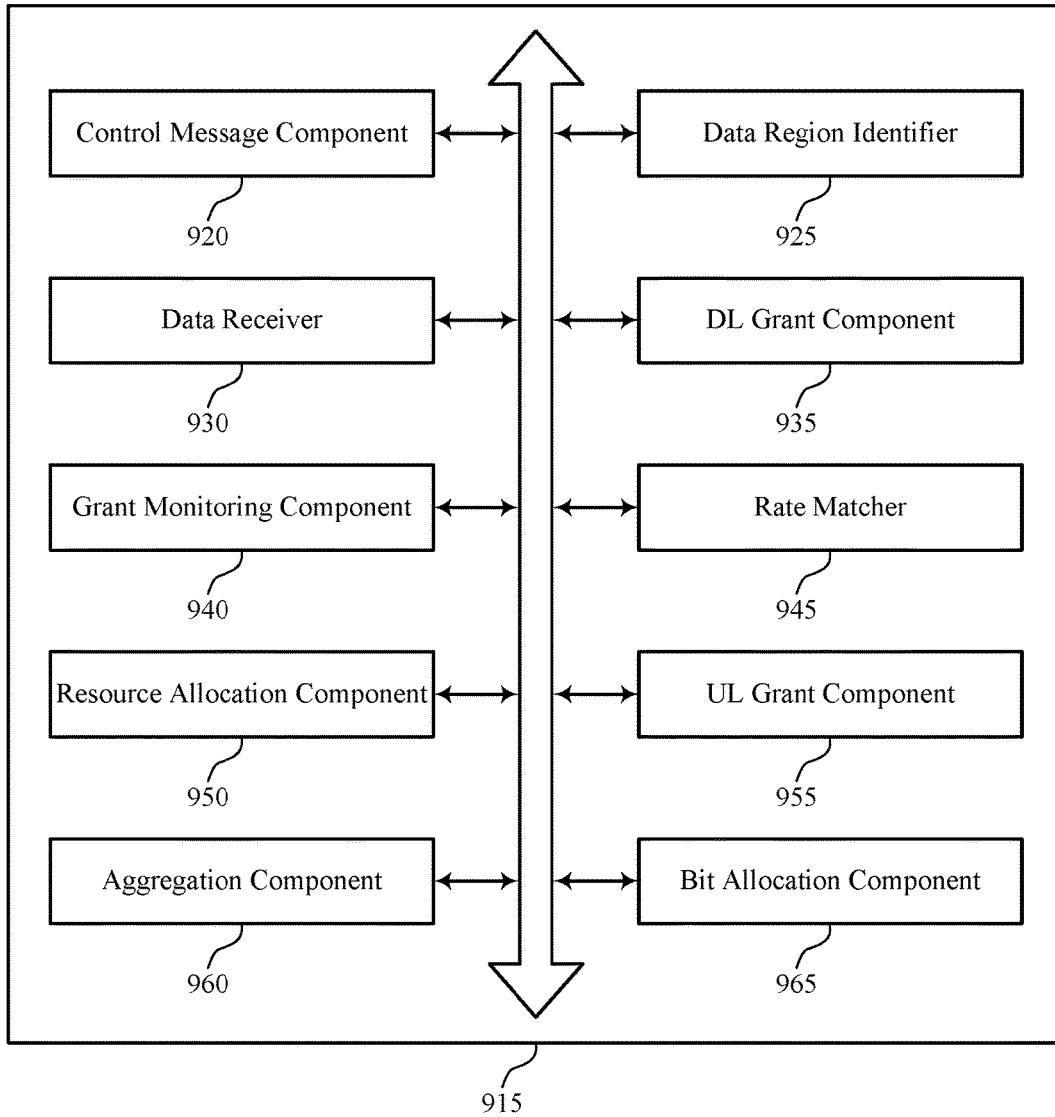 Control Message Component
Data Region Identifier
920
925
Data Receiver
DL Grant Component
930
935
Grant Monitoring Component
Rate Matcher
940
945
Resource Allocation Component
UL Grant Component
950
955
Aggregation Component
Bit Allocation Component
960
965
915